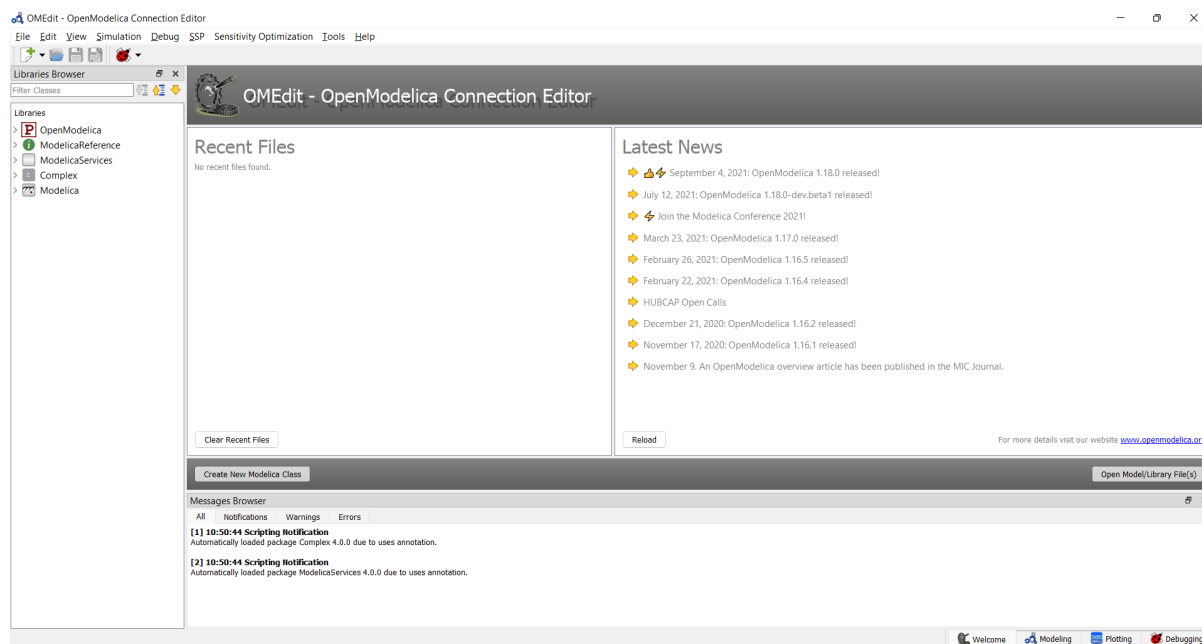 OMEdit - OpenModelica Connection Editor
File Edit View Simulation Debug SSP Sensitivity Optimization Tools Help
Libraries Browser
Filter Classes
Libraries
P OpenModelica
i ModelicaReference
ModelicaServices
C Complex
Modelica
OMEdit - OpenModelica Connection Editor
Recent Files
No recent files found.
Clear Recent Files
Latest News
September 4, 2021: OpenModelica 1.18.0 released!
July 12, 2021: OpenModelica 1.18.0-dev.beta1 released!
Join the Modelica Conference 2021!
March 23, 2021: OpenModelica 1.17.0 released!
February 26, 2021: OpenModelica 1.16.5 released!
February 22, 2021: OpenModelica 1.16.4 released!
HUBCAP Open Calls
December 21, 2020: OpenModelica 1.16.2 released!
November 17, 2020: OpenModelica 1.16.1 released!
November 9. An OpenModelica overview article has been published in the MIC Journal.
Reload
For more details visit our website www.openmodelica.or
Create New Modelica Class
Open Model/Library File(s)
Messages Browser
All Notifications Warnings Errors
[1] 10:50:44 Scripting Notification
Automatically loaded package Complex 4.0.0 due to uses annotation.
[2] 10:50:44 Scripting Notification
Automatically loaded package ModelicaServices 4.0.0 due to uses annotation.
Welcome Modeling Plotting Debugging